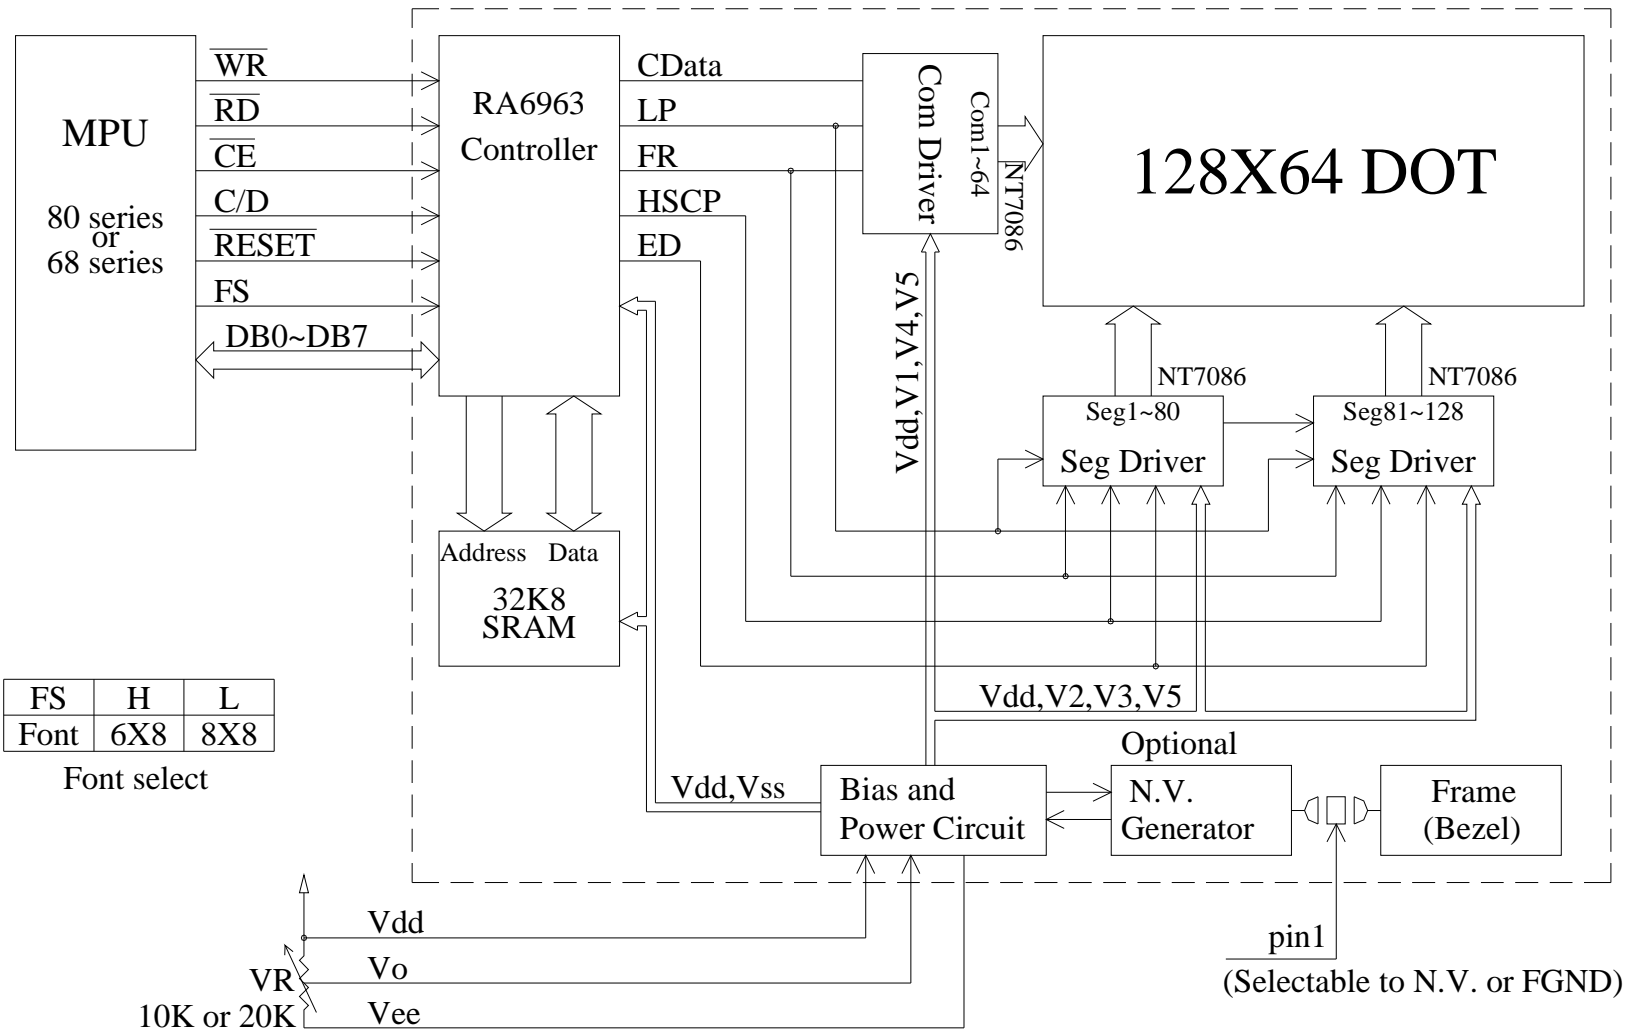 MPU
80 series
or
68 series
WR
RD
CE
C/D
RESET
FS
DB0~DB7
RA6963
Controller
CData
LP
FR
HSCP
ED
Com Driver
Com1~64
NT7086
128X64 DOT
Vdd,V1,V4,V5
NT7086
NT7086
Seg1~80
Seg Driver
Seg81~128
Seg Driver
Address Data
32K8
SRAM
FS H L
Font 6X8 8X8
Font select
Vdd,V2,V3,V5
Optional
Vdd,Vss
Bias and
Power Circuit
N.V.
Generator
Frame
(Bezel)
Vdd
Vo
Vee
VR
10K or 20K
pin1
(Selectable to N.V. or FGND)